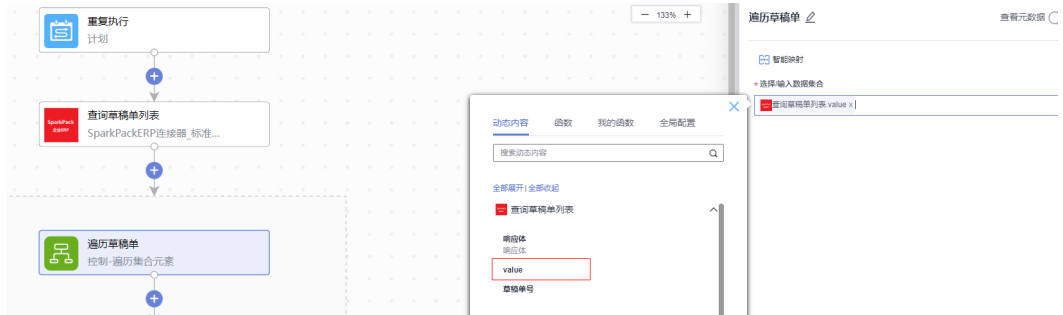 重复执行
计划
SparkPack
查询草稿单列表
SparkPackERP连接器_标准...
遍历草稿单
控制-遍历集合元素
133%
动态内容 函数 我的函数 全局配置
搜索动态内容
全部展开|全部收起
查询草稿单列表
响应体
响应体
value
草稿单号
遍历草稿单 查看元数据
智能映射
* 选择/输入数据集合
查询草稿单列表.value x